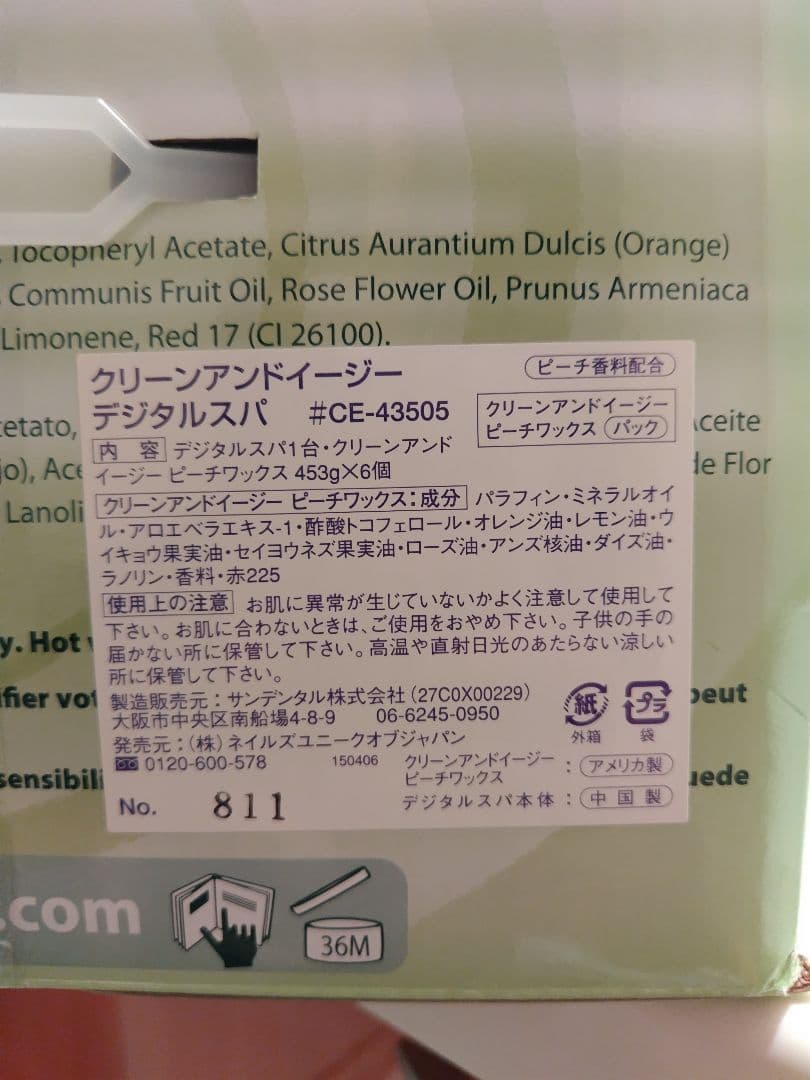 Tocopheryl Acetate, Citrus Aurantium Dulcis (Orange)
Communis Fruit Oil, Rose Flower Oil, Prunus Armeniaca
Limonene, Red 17 (CI 26100).
クリーンアンドイージー
デジタルスパ #CE-43505
ピーチ香料配合
クリーンアンドイージー
ピーチワックス パック
内 容 デジタルスパ1台・クリーンアンド
イージー ピーチワックス 453g×6個
クリーンアンドイージー ピーチワックス:成分 パラフィン・ミネラルオイ
ル・アロエベラエキス-1・酢酸トコフェロール・オレンジ油・レモン油・ウ
イキョウ果実油・セイヨウネズ果実油・ローズ油・アンズ核油・ダイズ油・
ラノリン・香料・赤225
使用上の注意 お肌に異常が生じていないかよく注意して使用して
下さい。お肌に合わないときは、ご使用をおやめ下さい。子供の手の
届かない所に保管して下さい。高温や直射日光のあたらない涼しい
所に保管して下さい。
製造販売元:サンデンタル株式会社(27C0X00229)
大阪市中央区南船場4-8-9 06-6245-0950
発売元:(株)ネイルズユニークオブジャパン
0120-600-578 150406
紙 外箱
プラ 袋
クリーンアンドイージー
ピーチワックス : アメリカ製
デジタルスパ本体 : 中国製
No. 811
etato,
ceite
jo),
de Flor
Lanoli
y. Hot
ifier
peut
sensibili
uede
.com
36M